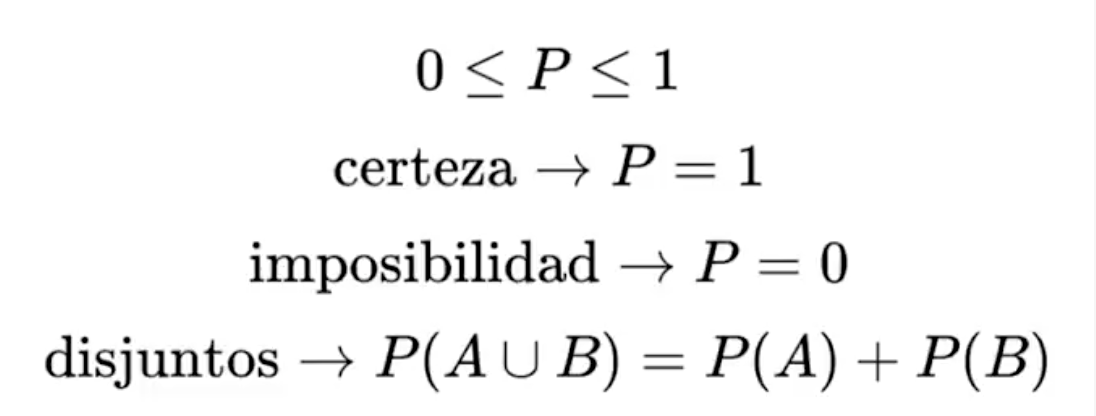 0 ≤ P ≤ 1
certeza → P = 1
imposibilidad → P = 0
disjuntos → P(A ∪ B) = P(A) + P(B)